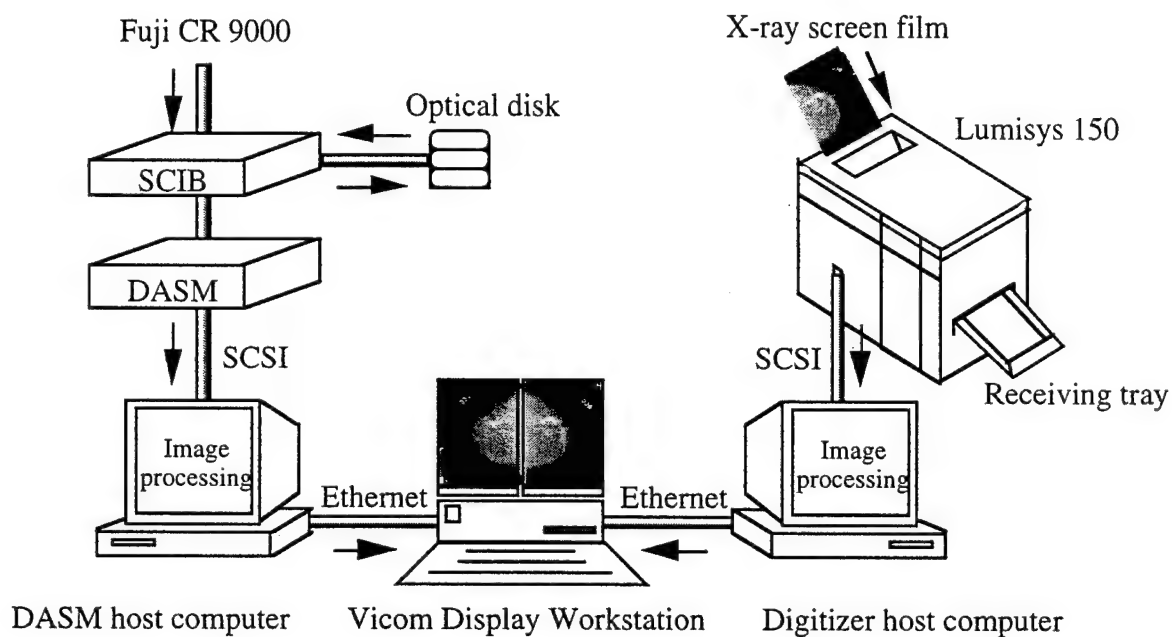 Fuji CR 9000
X-ray screen film
Optical disk
Lumisys 150
SCIB
DASM
SCSI
SCSI
Receiving tray
Image
processing
Image
processing
Ethernet
Ethernet
DASM host computer
Vicom Display Workstation
Digitizer host computer